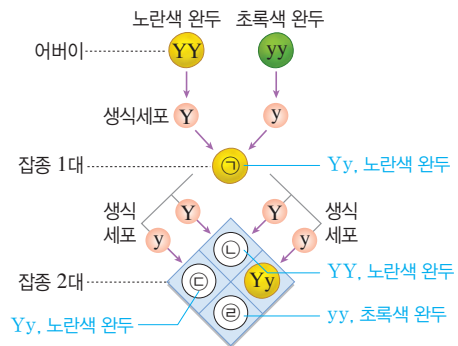 노란색 완두 초록색 완두
어버이 YY yy
생식세포 Y y
잡종 1대 ㉠ Yy, 노란색 완두
생식 Y Y 생식
세포 y y 세포
㉡
잡종 2대 ㉢ Yy YY, 노란색 완두
Yy, 노란색 완두 ㉣ yy, 초록색 완두